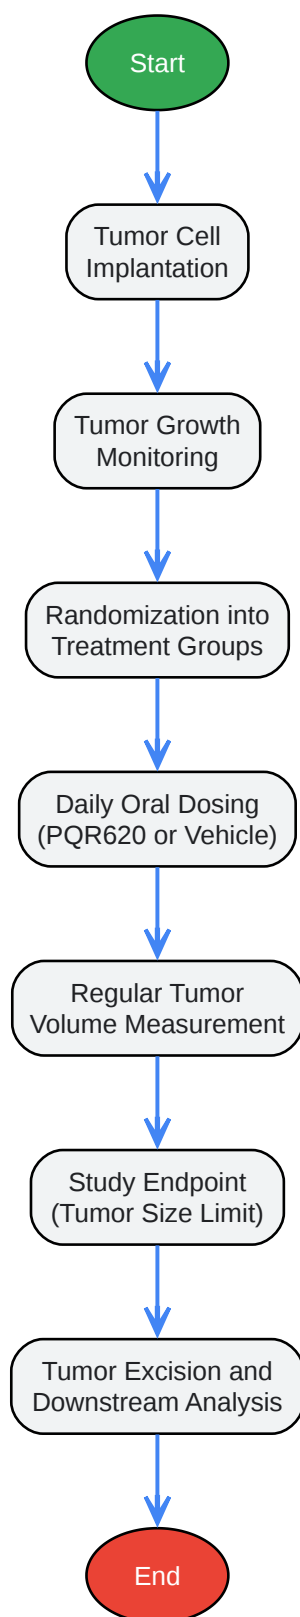 Start
Tumor Cell
Implantation
Tumor Growth
Monitoring
Randomization into
Treatment Groups
Daily Oral Dosing
(PQR620 or Vehicle)
Regular Tumor
Volume Measurement
Study Endpoint
(Tumor Size Limit)
Tumor Excision and
Downstream Analysis
End